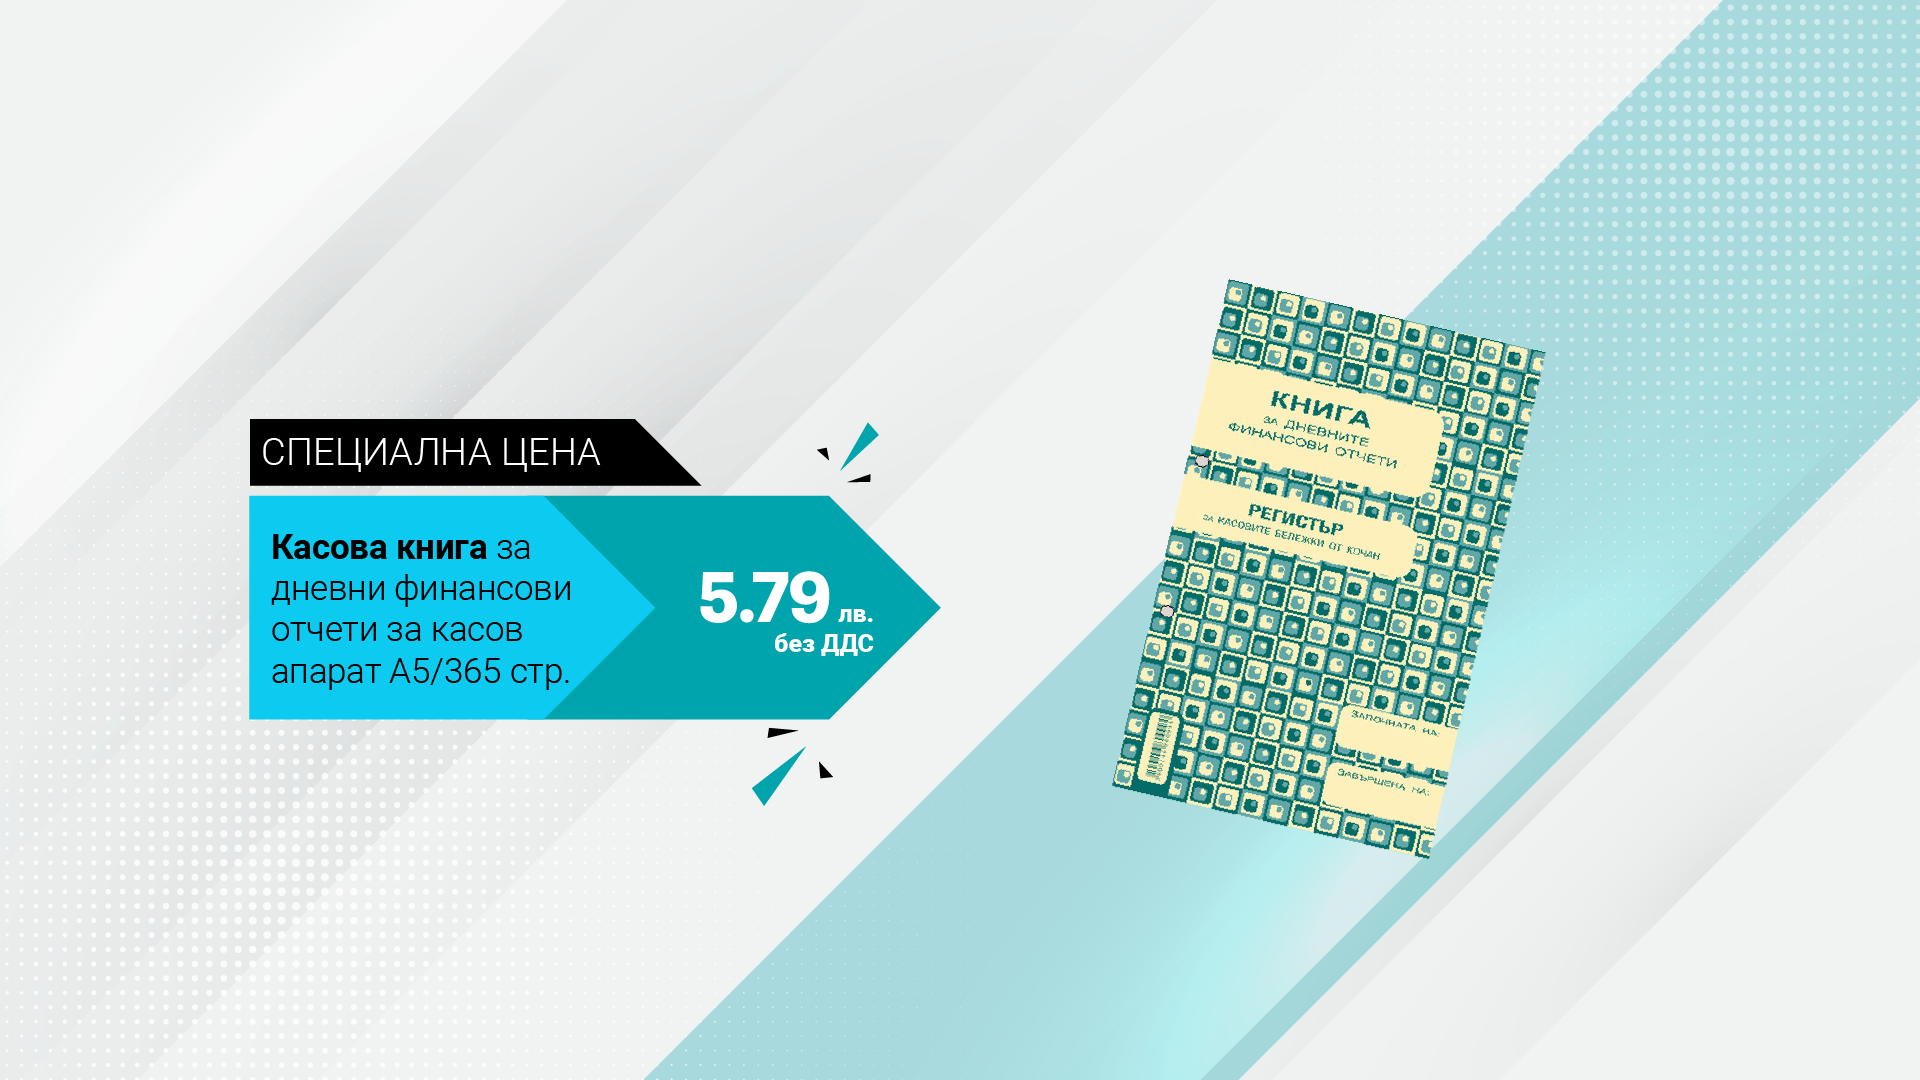 СПЕЦИАЛНА ЦЕНА
Касова книга за
дневни финансови
отчети за касов
апарат А5/365 стр.
5.79 лв.
без ДДС
КНИГА
ЗА ДНЕВНИТЕ
ФИНАНСОВИ ОТЧЕТИ
РЕГИСТЪР
ЗА КАСОВИТЕ БЕЛЕЖКИ ОТ КОЧАН
ЗАПОЧНАТА НА:
ЗАВЪРШЕНА НА: